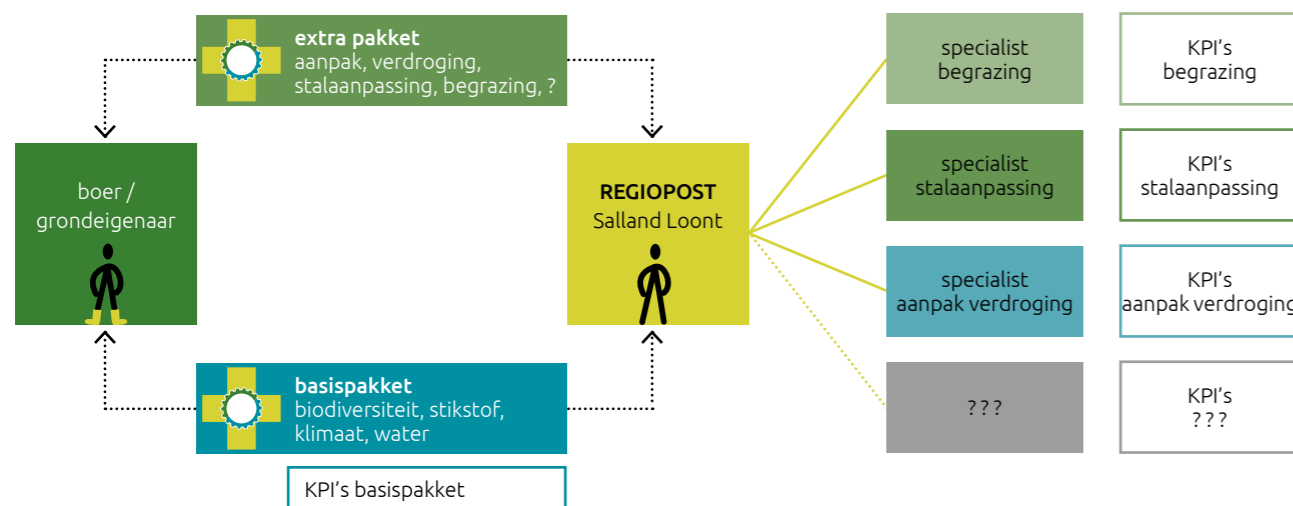 extra pakket
aanpak, verdroging,
stalaanpassing, begrazing, ?
boer /
grondeigenaar
REGIOPOST
Salland Loont
basispakket
biodiversiteit, stikstof,
klimaat, water
KPI's basispakket
specialist
begrazing
KPI's
begrazing
specialist
stalaanpassing
KPI's
stalaanpassing
specialist
aanpak verdroging
KPI's
aanpak verdroging
???
KPI's
???